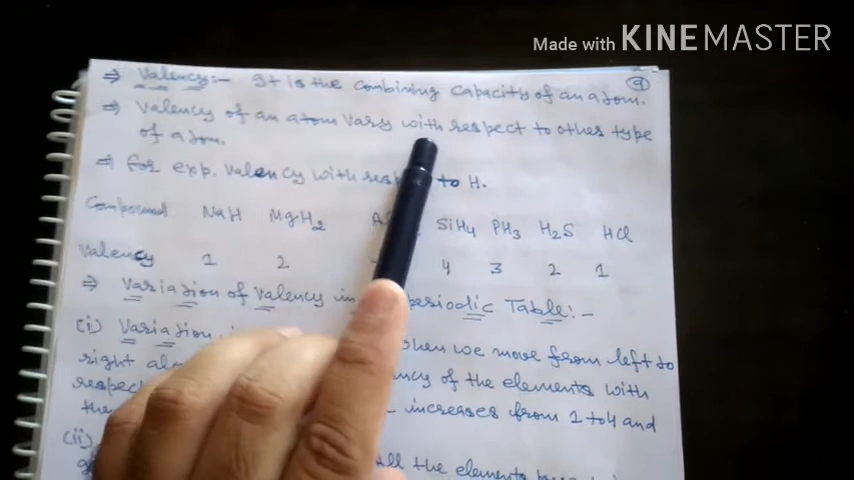 Made with KINEMASTER
9
⇒ Valency:- It is the combining capacity of an atom.
⇒ Valency of an atom vary with respect to other type
of atom.
⇒ for exp. Valency with to H.
Compound NaH MgH2 SiH4 PH3 H2S HCl
Valency 1 2 4 3 2 1
⇒ Variation of Valency in periodic Table:-
(i) Variation when we move from left to
right of the elements with
the increases from 1 to 4 and
(ii)
All the elements